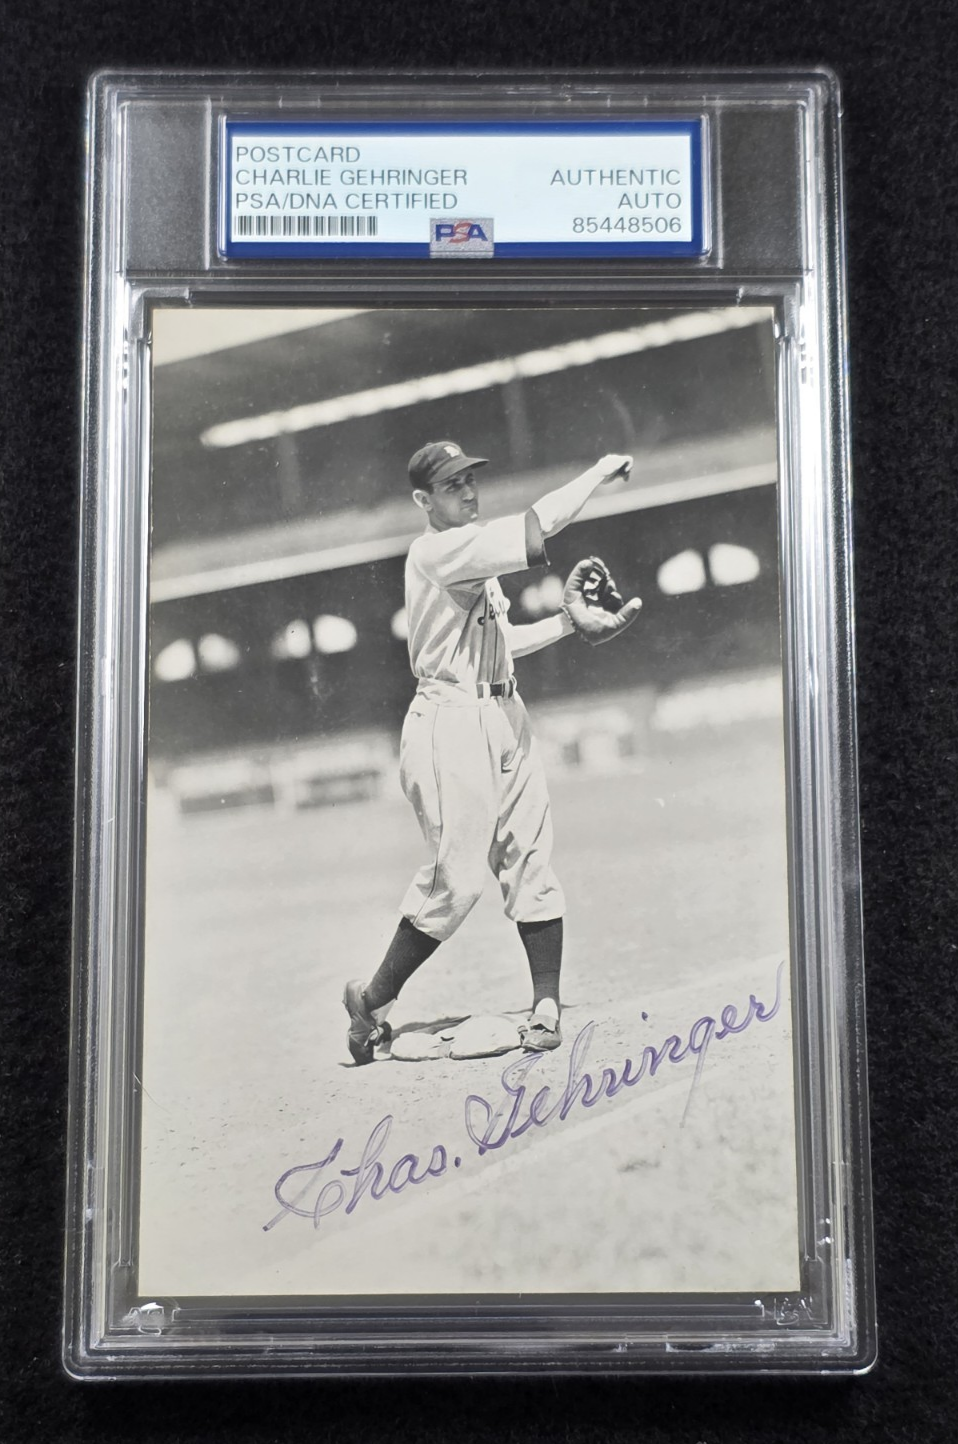 POSTCARD
CHARLIE GEHRINGER
PSA/DNA CERTIFIED
AUTHENTIC
AUTO
85448506
PSA
Chas. Gehringer